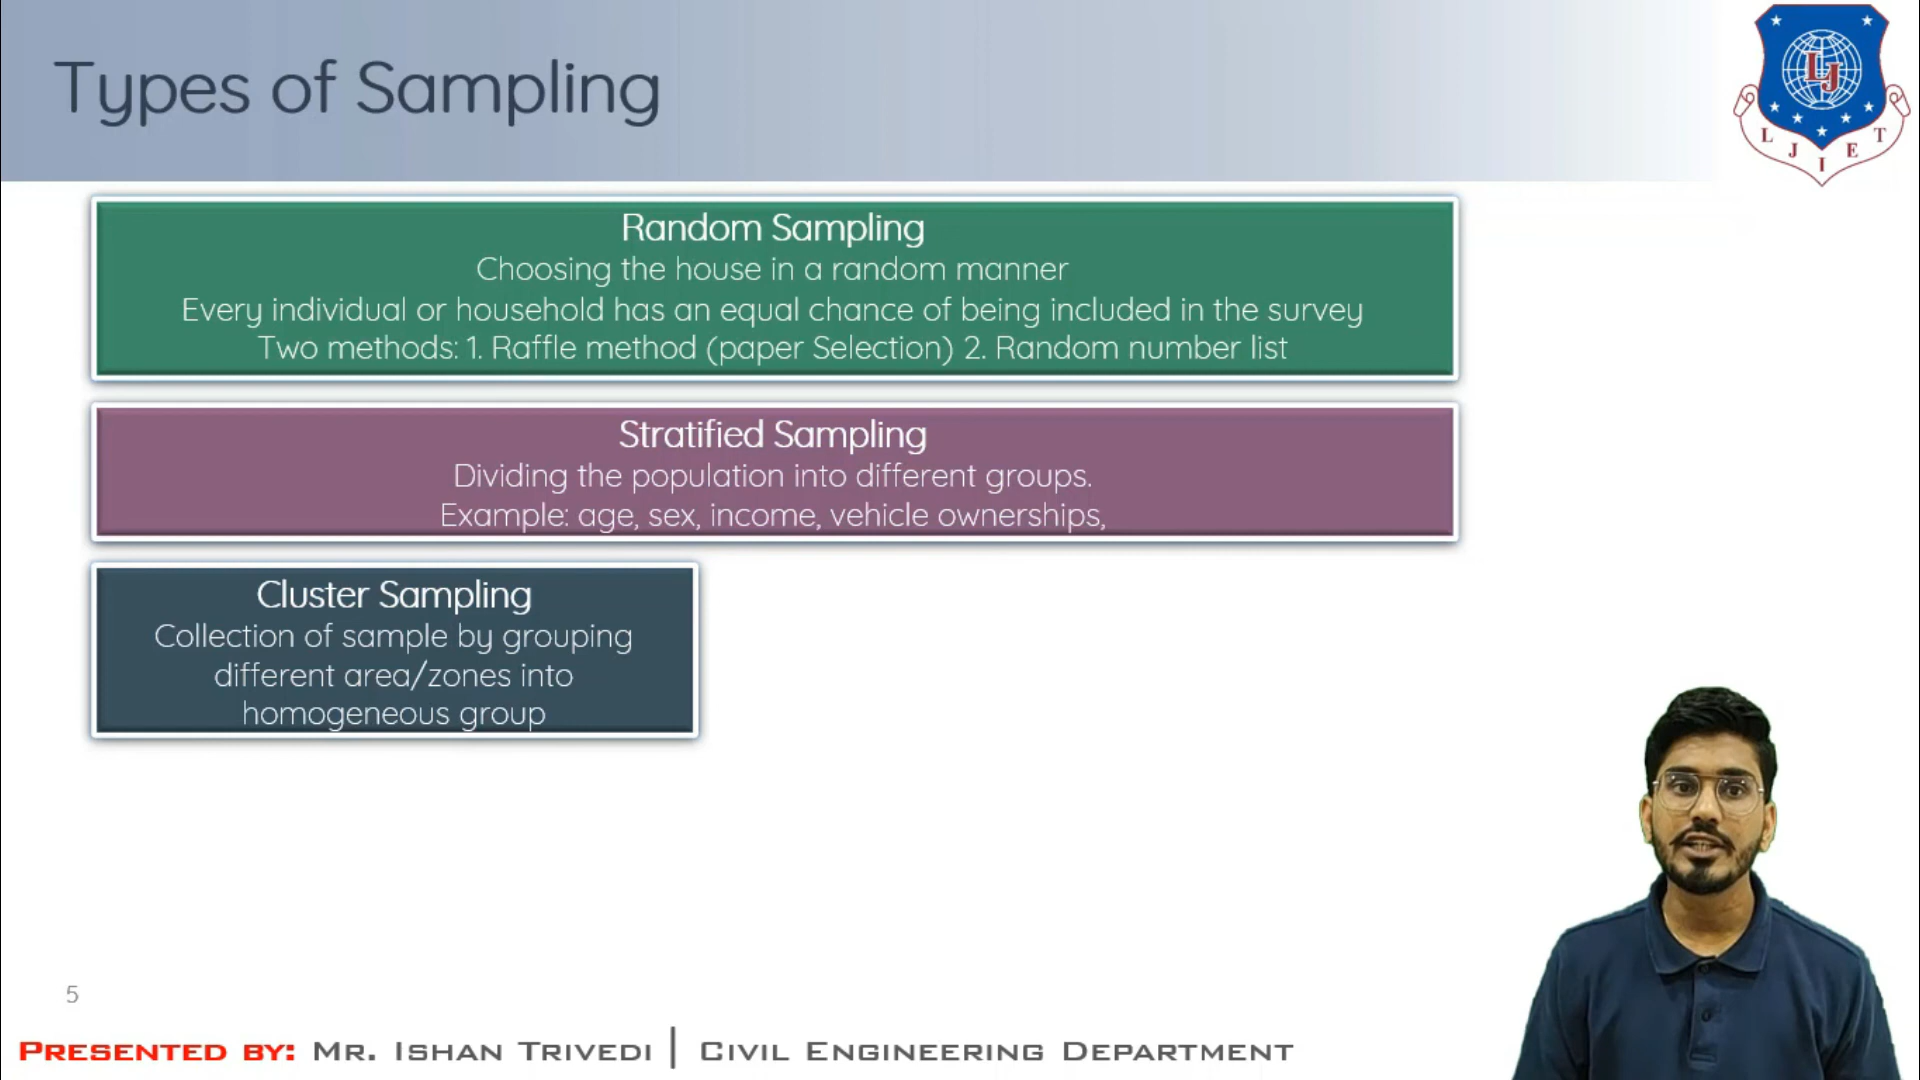 Types of Sampling
LJ
L J I E T
Random Sampling
Choosing the house in a random manner
Every individual or household has an equal chance of being included in the survey
Two methods: 1. Raffle method (paper Selection) 2. Random number list
Stratified Sampling
Dividing the population into different groups.
Example: age, sex, income, vehicle ownerships,
Cluster Sampling
Collection of sample by grouping
different area/zones into
homogeneous group
5
PRESENTED BY: MR. ISHAN TRIVEDI | CIVIL ENGINEERING DEPARTMENT